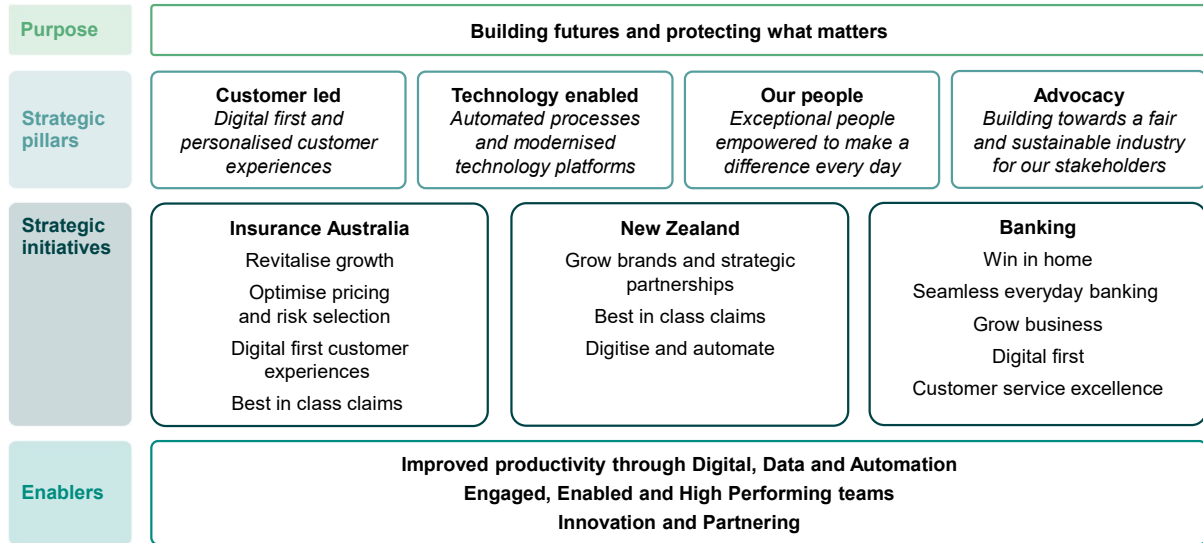 Purpose
Building futures and protecting what matters
Strategic
pillars
Customer led
Digital first and
personalised customer
experiences
Technology enabled
Automated processes
and modernised
technology platforms
Our people
Exceptional people
empowered to make a
difference every day
Advocacy
Building towards a fair
and sustainable industry
for our stakeholders
Strategic
initiatives
Insurance Australia
Revitalise growth
Optimise pricing
and risk selection
Digital first customer
experiences
Best in class claims
New Zealand
Grow brands and strategic
partnerships
Best in class claims
Digitise and automate
Banking
Win in home
Seamless everyday banking
Grow business
Digital first
Customer service excellence
Enablers
Improved productivity through Digital, Data and Automation
Engaged, Enabled and High Performing teams
Innovation and Partnering